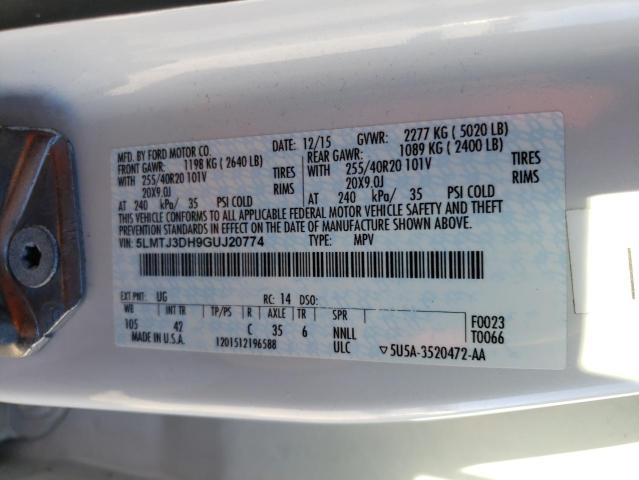 MFD. BY FORD MOTOR CO. DATE: 12/15 GVWR: 2277 KG ( 5020 LB)
FRONT GAWR: 1198 KG ( 2640 LB) REAR GAWR: 1089 KG ( 2400 LB)
WITH 255/40R20 101V TIRES WITH 255/40R20 101V TIRES
20X9.0J RIMS 20X9.0J RIMS
AT 240 kPa/ 35 PSI COLD AT 240 kPa/ 35 PSI COLD
THIS VEHICLE CONFORMS TO ALL APPLICABLE FEDERAL MOTOR VEHICLE SAFETY AND THEFT
PREVENTION STANDARDS IN EFFECT ON THE DATE OF MANUFACTURE SHOWN ABOVE.
VIN: 5LMTJ3DH9GUJ20774 TYPE: MPV
EXT PNT: UG RC: 14 DSO:
WB INT TR TP/PS R AXLE TR SPR F0023
105 42 C 35 6 NNLL T0066
MADE IN U.S.A. 1201512196588 ULC ▽5U5A-3520472-AA